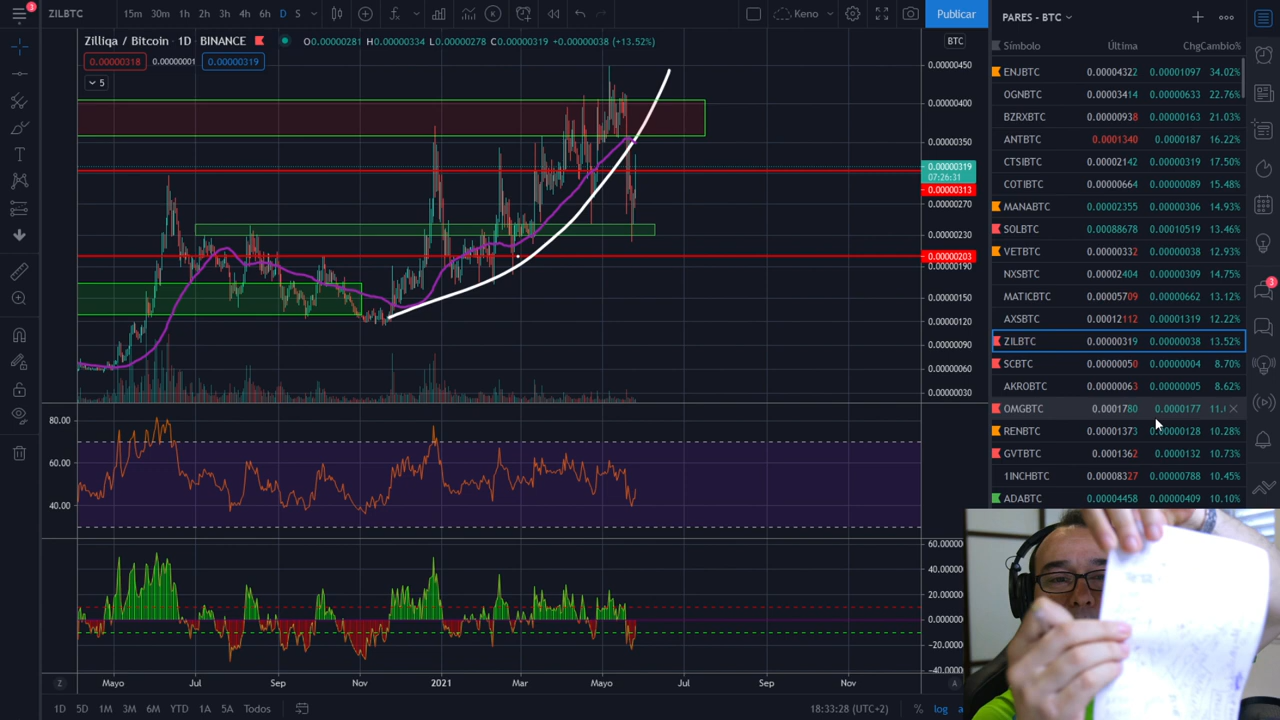 3 ZILBTC 15m 30m 1h 2h 3h 4h 6h D S Keno Publicar
PARES - BTC
Zilliqa / Bitcoin · 1D BINANCE O0.00000281 H0.00000334 L0.00000278 C0.00000319 +0.00000038 (+13.52%)
BTC
0.00000318 0.00000001 0.00000319
5
0.00000450
0.00000400
0.00000350
0.00000319
07:26:31
0.00000313
0.00000270
0.00000230
0.00000203
0.00000190
0.00000150
0.00000120
0.00000090
0.00000060
0.00000030
80.00
60.00
40.00
60.0000
40.0000
20.0000
0.00000
-20.0000
-40.0000
Mayo Jul Sep Nov 2021 Mar Mayo Jul Sep Nov
Z A
1D 5D 1M 3M 6M YTD 1A 5A Todos 18:33:28 (UTC+2) % log a
Símbolo Última ChgCambio%
ENJBTC 0.00004322 0.00001097 34.02%
OGNBTC 0.00003414 0.00000633 22.76%
BZRXBTC 0.00000938 0.00000163 21.03%
ANTBTC 0.0001340 0.0000187 16.22%
CTSIBTC 0.00002142 0.00000319 17.50%
COTIBTC 0.00000664 0.00000089 15.48%
MANABTC 0.00002355 0.00000306 14.93%
SOLBTC 0.00088678 0.00010519 13.46%
VETBTC 0.00000332 0.00000038 12.93%
NXSBTC 0.00002404 14.75%
MATICBTC 0.00005709 0.00000662 13.12%
AXSBTC 0.00012112 0.00001319 12.22%
ZILBTC 0.00000319 0.00000038 13.52%
SCBTC 0.00000050 0.00000004 8.70%
AKROBTC 0.00000063 0.00000005 8.62%
OMGBTC 0.0001780 0.0000177 11.
RENBTC 0.00001373 0.00000128 10.28%
GVTBTC 0.0001362 0.0000132 10.73%
1INCHBTC 0.00008327 0.00000788 10.45%
ADABTC 0.00004458 0.00000409 10.10%
3